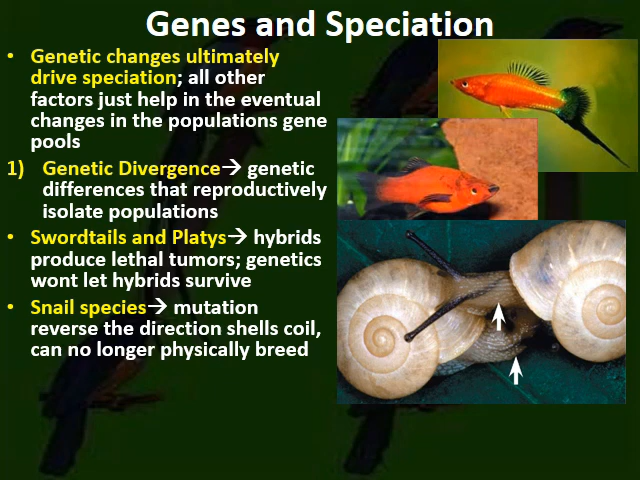 Genes and Speciation
• Genetic changes ultimately
drive speciation; all other
factors just help in the eventual
changes in the populations gene
pools
1) Genetic Divergence→ genetic
differences that reproductively
isolate populations
• Swordtails and Platys→ hybrids
produce lethal tumors; genetics
wont let hybrids survive
• Snail species→ mutation
reverse the direction shells coil,
can no longer physically breed